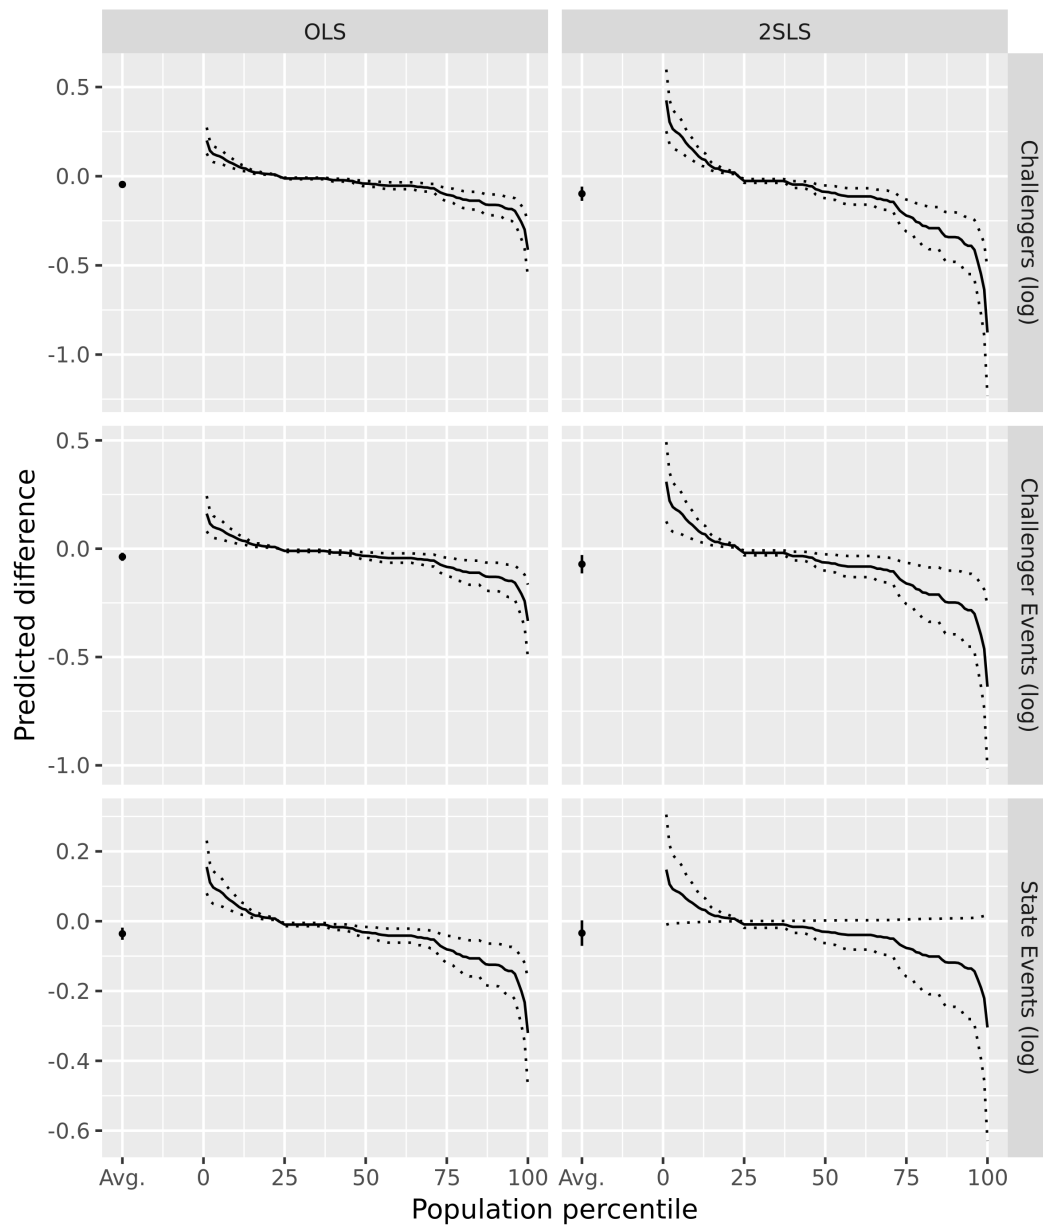 OLS
2SLS
0.5
0.0
-0.5
-1.0
Challengers (log)
0.5
0.0
-0.5
-1.0
Challenger Events (log)
0.2
0.0
-0.2
-0.4
-0.6
State Events (log)
Predicted difference
Avg. 0 25 50 75 100 Avg. 0 25 50 75 100
Population percentile